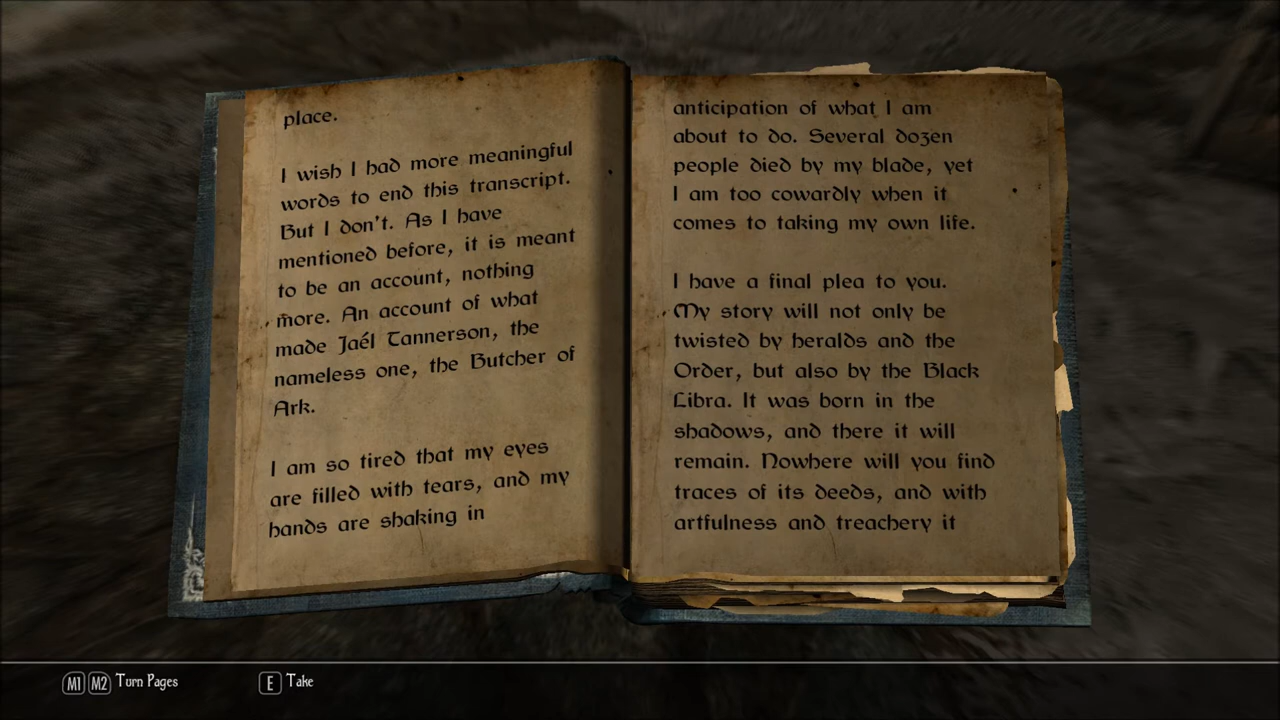 place.
I wish I had more meaningful
words to end this transcript.
But I don't. As I have
mentioned before, it is meant
to be an account, nothing
more. An account of what
made Jaél Tannerson, the
nameless one, the Butcher of
Ark.
I am so tired that my eyes
are filled with tears, and my
hands are shaking in
anticipation of what I am
about to do. Several dozen
people died by my blade, yet
I am too cowardly when it
comes to taking my own life.
I have a final plea to you.
My story will not only be
twisted by heralds and the
Order, but also by the Black
Libra. It was born in the
shadows, and there it will
remain. Nowhere will you find
traces of its deeds, and with
artfulness and treachery it
M1 M2 Turn Pages
E Take